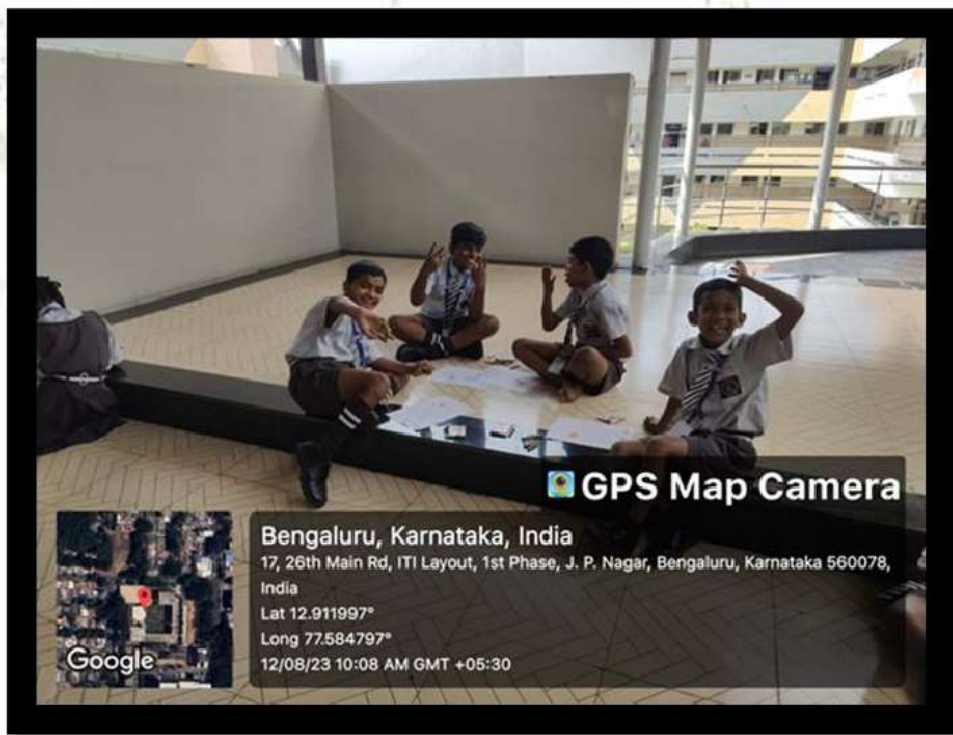 GPS Map Camera
Bengaluru, Karnataka, India
17, 26th Main Rd, ITI Layout, 1st Phase, J. P. Nagar, Bengaluru, Karnataka 560078,
India
Lat 12.911997°
Long 77.584797°
12/08/23 10:08 AM GMT +05:30
Google